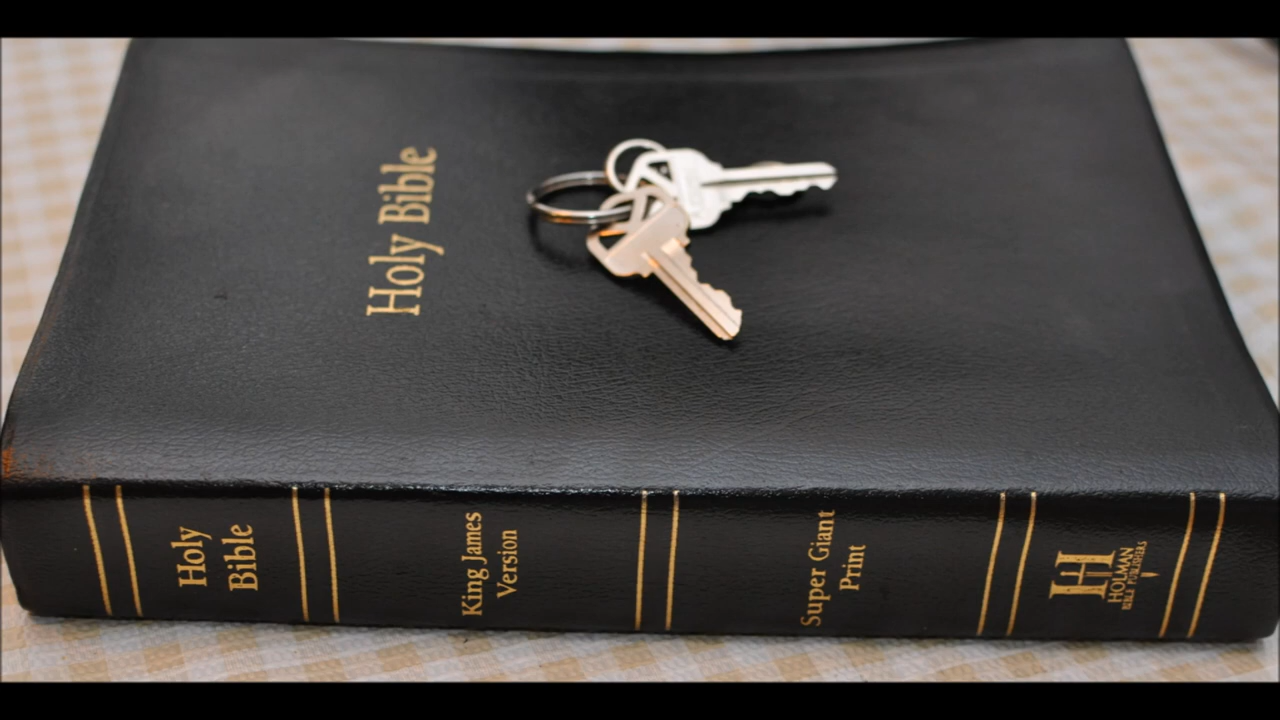 Holy Bible
Holy
Bible
King James
Version
Super Giant
Print
HOLMAN
BIBLE PUBLISHERS